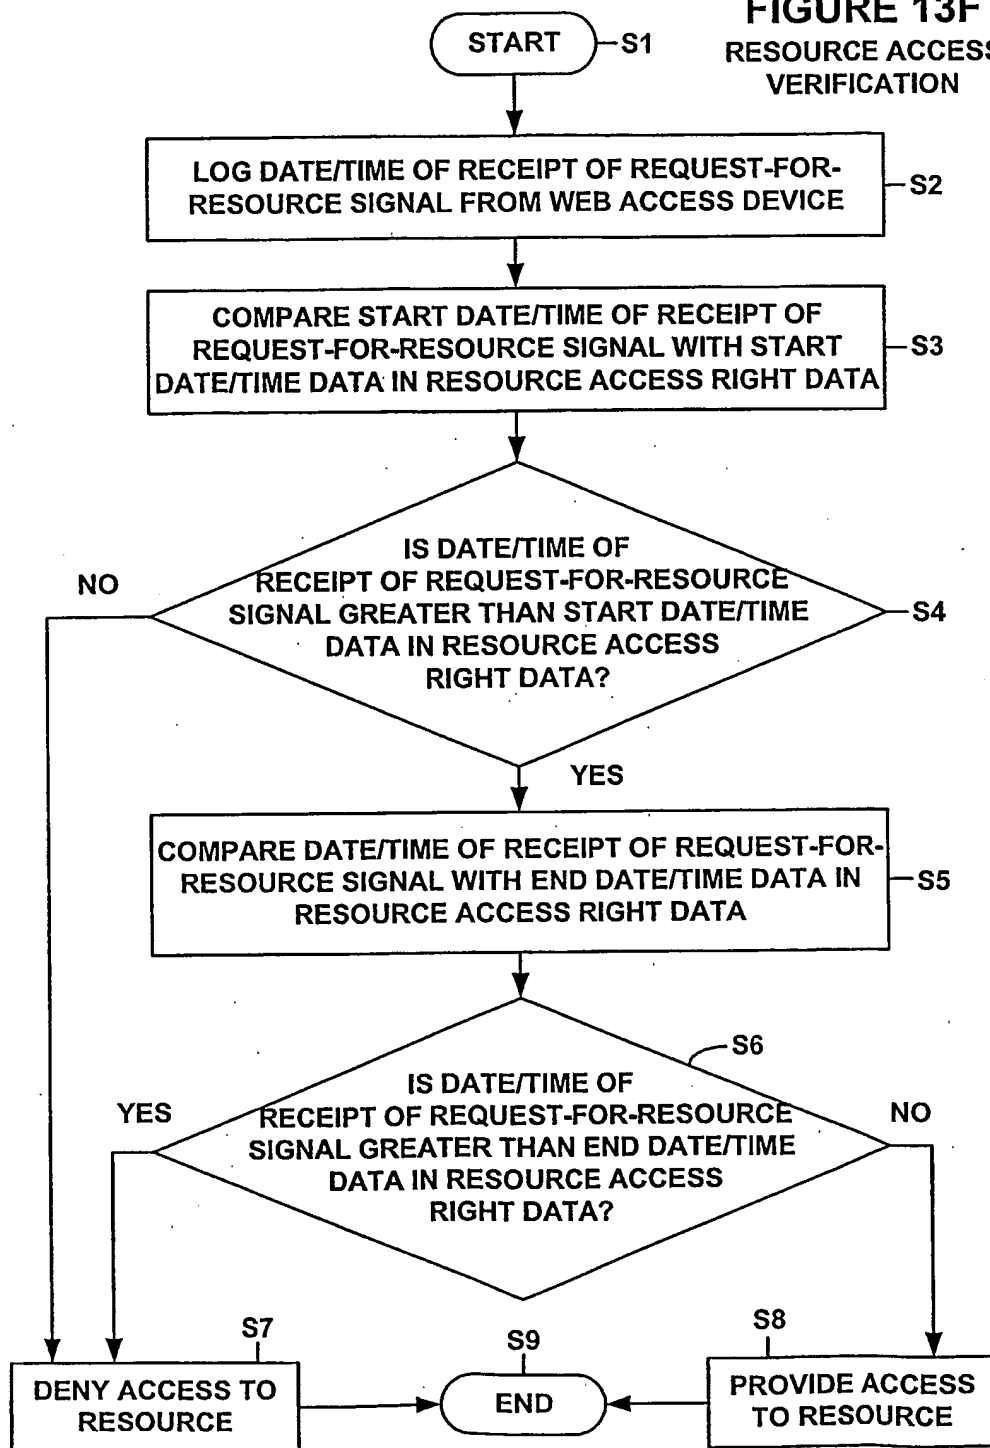 FIGURE 13F
RESOURCE ACCESS
VERIFICATION
START
S1
LOG DATE/TIME OF RECEIPT OF REQUEST-FOR-
RESOURCE SIGNAL FROM WEB ACCESS DEVICE
S2
COMPARE START DATE/TIME OF RECEIPT OF
REQUEST-FOR-RESOURCE SIGNAL WITH START
DATE/TIME DATA IN RESOURCE ACCESS RIGHT DATA
S3
IS DATE/TIME OF
RECEIPT OF REQUEST-FOR-RESOURCE
SIGNAL GREATER THAN START DATE/TIME
DATA IN RESOURCE ACCESS
RIGHT DATA?
NO
S4
YES
COMPARE DATE/TIME OF RECEIPT OF REQUEST-FOR-
RESOURCE SIGNAL WITH END DATE/TIME DATA IN
RESOURCE ACCESS RIGHT DATA
S5
S6
IS DATE/TIME OF
RECEIPT OF REQUEST-FOR-RESOURCE
SIGNAL GREATER THAN END DATE/TIME
DATA IN RESOURCE ACCESS
RIGHT DATA?
YES
NO
S7
DENY ACCESS TO
RESOURCE
S9
END
S8
PROVIDE ACCESS
TO RESOURCE